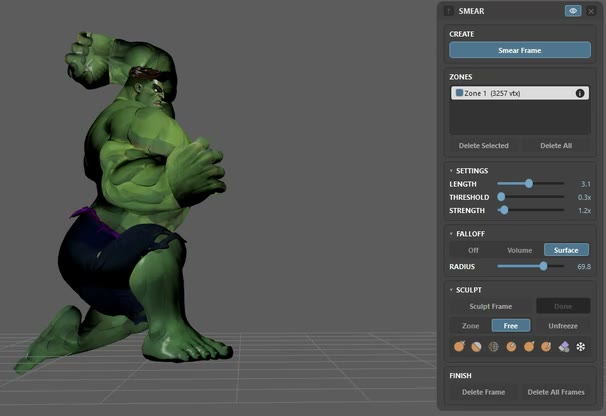 SMEAR
CREATE
Smear Frame
ZONES
Zone 1 (3257 vtx)
Delete Selected Delete All
SETTINGS
LENGTH 3.1
THRESHOLD 0.3x
STRENGTH 1.2x
FALLOFF
Off Volume Surface
RADIUS 69.8
SCULPT
Sculpt Frame Done
Zone Free Unfreeze
FINISH
Delete Frame Delete All Frames